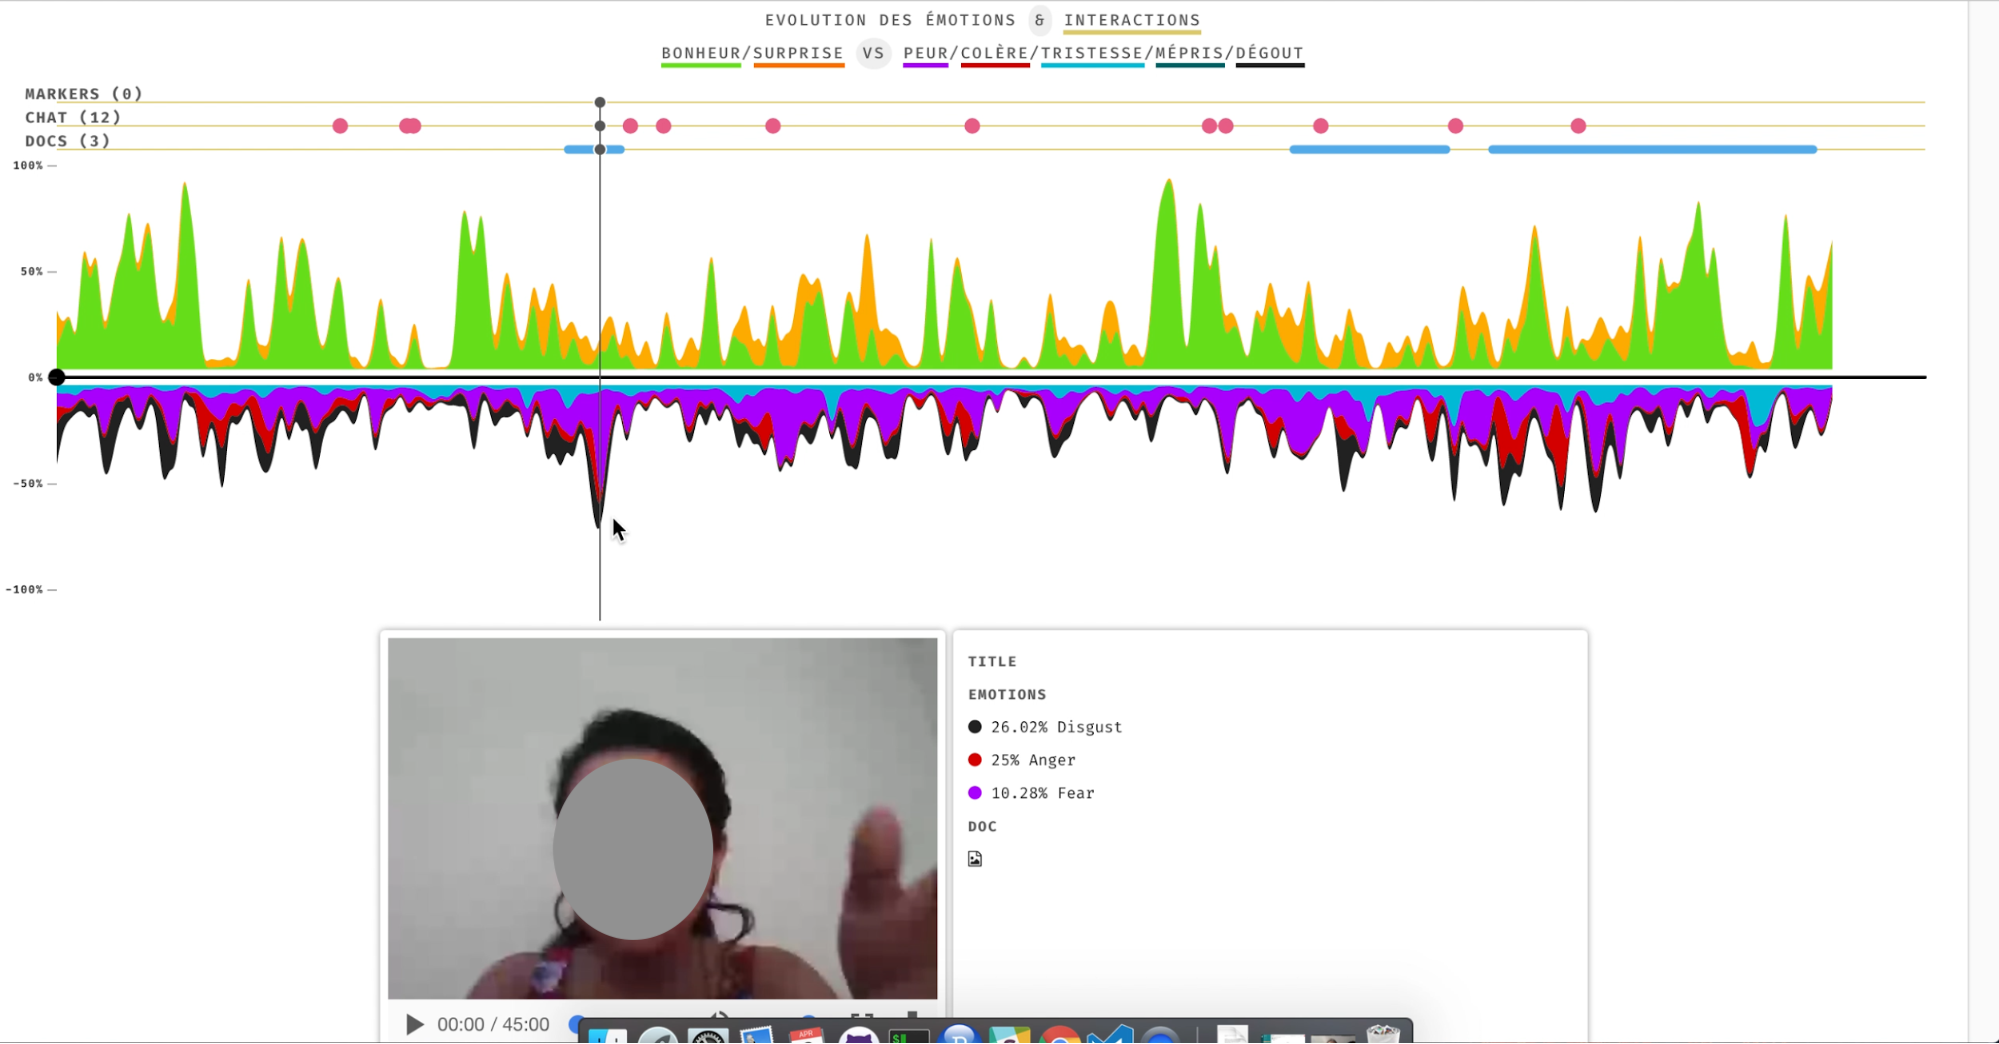 EVOLUTION DES ÉMOTIONS & INTERACTIONS
BONHEUR/SURPRISE VS PEUR/COLÈRE/TRISTESSE/MÉPRIS/DÉGOUT
MARKERS (0)
CHAT (12)
DOCS (3)
100%
50%
0%
-50%
-100%
TITLE
EMOTIONS
26.02% Disgust
25% Anger
10.28% Fear
DOC
00:00 / 45:00
APR
$